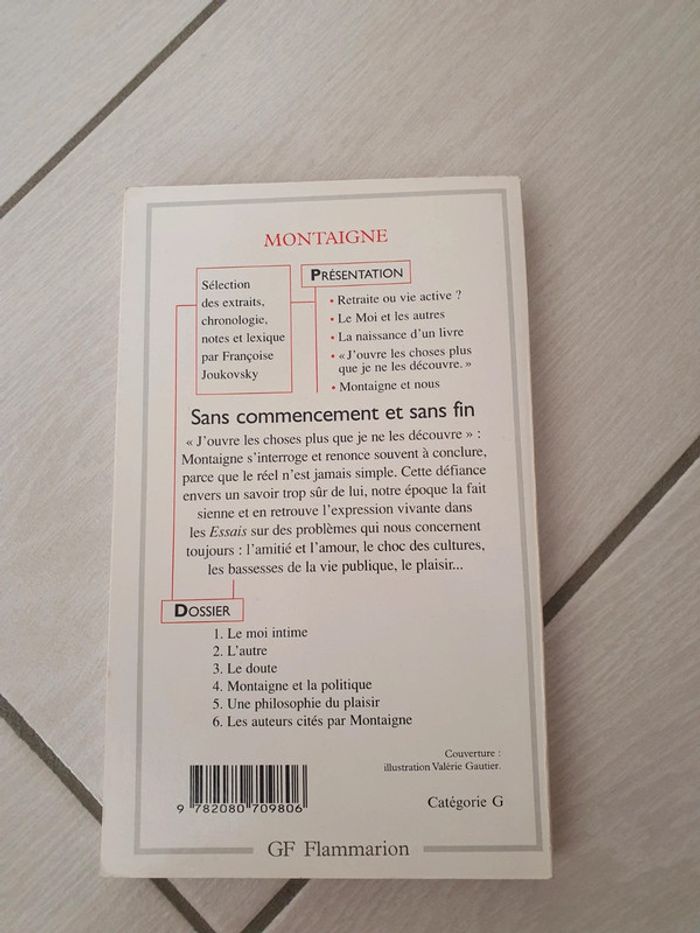 MONTAIGNE
Sélection
des extraits,
chronologie,
notes et lexique
par Françoise
Joukovsky
PRÉSENTATION
• Retraite ou vie active ?
• Le Moi et les autres
• La naissance d'un livre
• « J'ouvre les choses plus
que je ne les découvre. »
• Montaigne et nous
Sans commencement et sans fin
« J'ouvre les choses plus que je ne les découvre » :
Montaigne s'interroge et renonce souvent à conclure,
parce que le réel n'est jamais simple. Cette défiance
envers un savoir trop sûr de lui, notre époque la fait
sienne et en retrouve l'expression vivante dans
les Essais sur des problèmes qui nous concernent
toujours : l'amitié et l'amour, le choc des cultures,
les bassesses de la vie publique, le plaisir...
DOSSIER
1. Le moi intime
2. L'autre
3. Le doute
4. Montaigne et la politique
5. Une philosophie du plaisir
6. Les auteurs cités par Montaigne
Couverture :
illustration Valérie Gautier.
9 782080 709806
Catégorie G
GF Flammarion